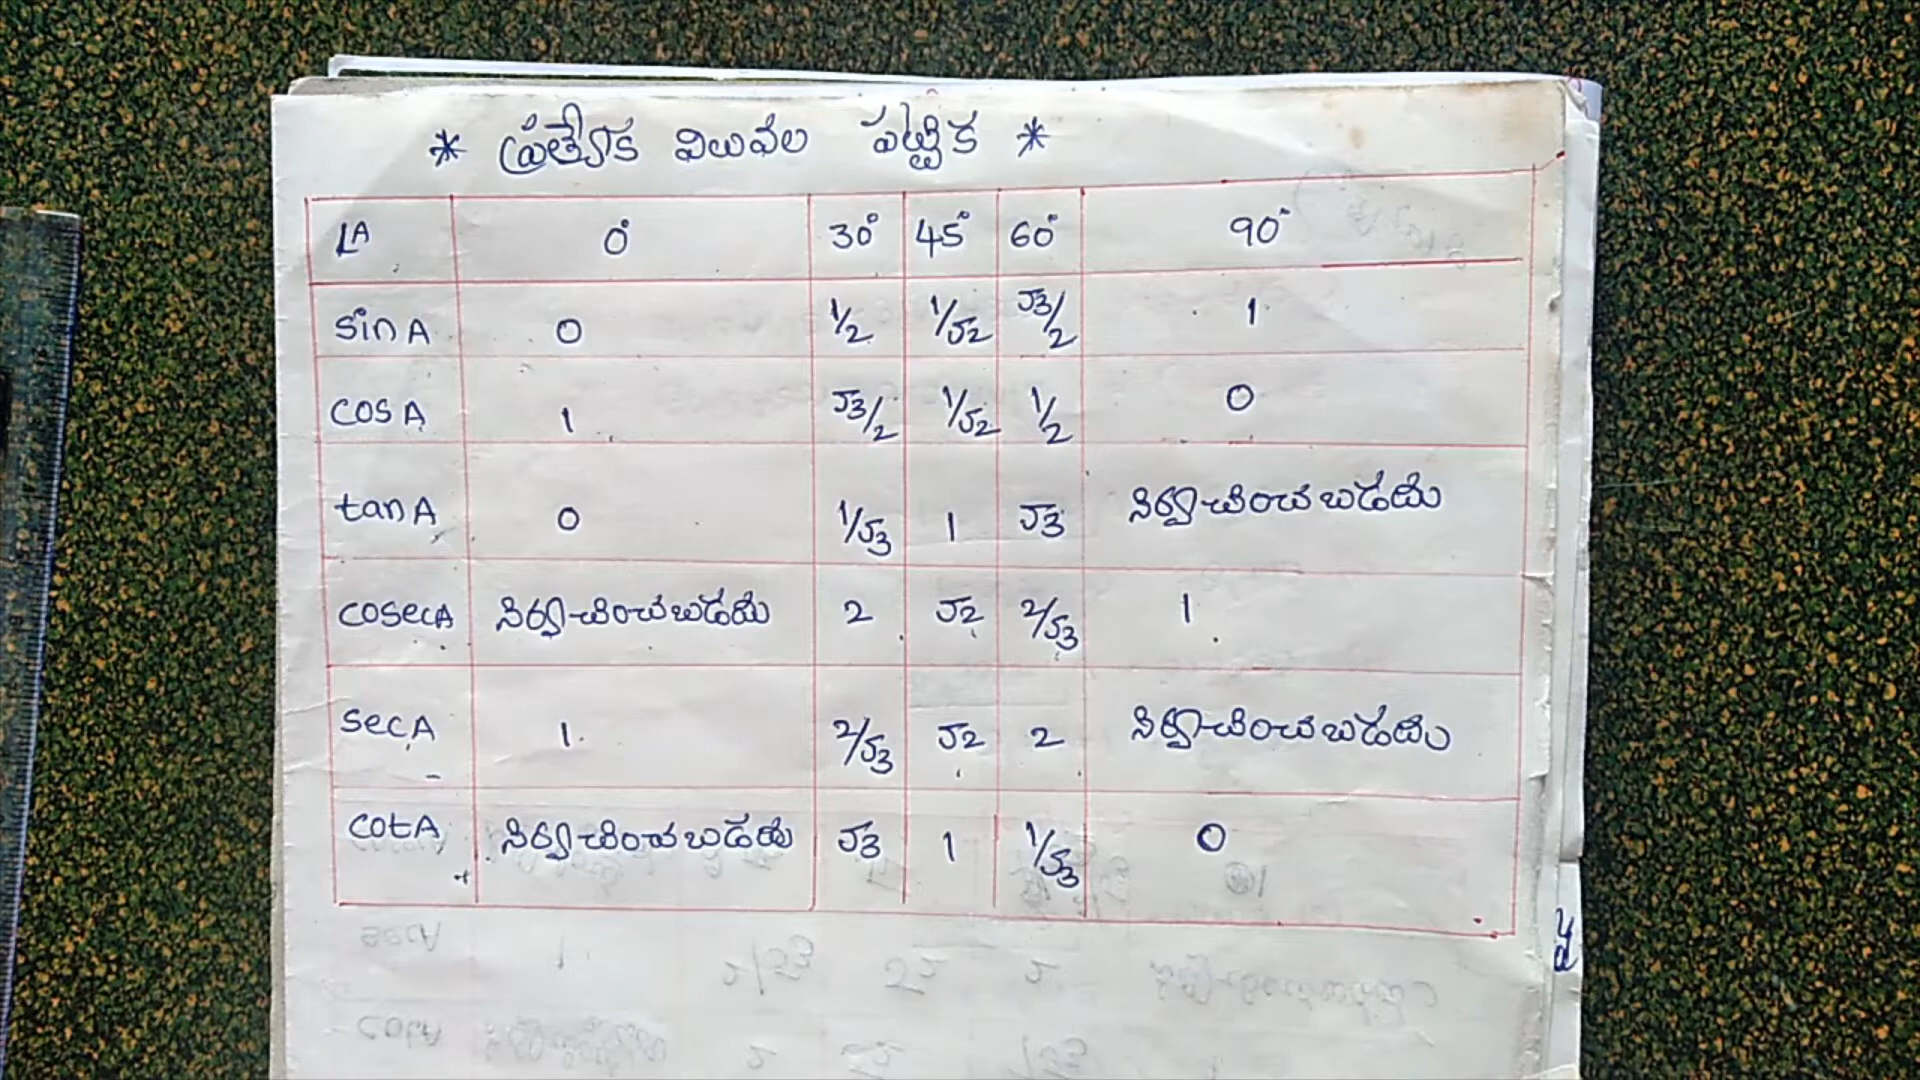 * ప్రత్యేక విలువల పట్టిక *
∠A 0° 30° 45° 60° 90°
sin A 0 1/2 1/√2 √3/2 1
cos A 1 √3/2 1/√2 1/2 0
tan A 0 1/√3 1 √3 నిర్వచించబడదు
cosec A నిర్వచించబడదు 2 √2 2/√3 1
sec A 1 2/√3 √2 2 నిర్వచించబడదు
cot A నిర్వచించబడదు √3 1 1/√3 0